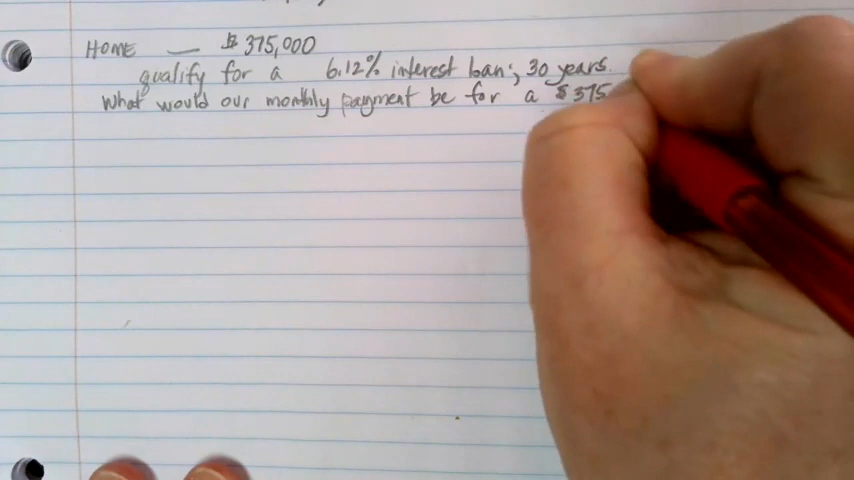 HOME — $375,000
qualify for a 6.12% interest loan; 30 years.
What would our monthly payment be for a $375